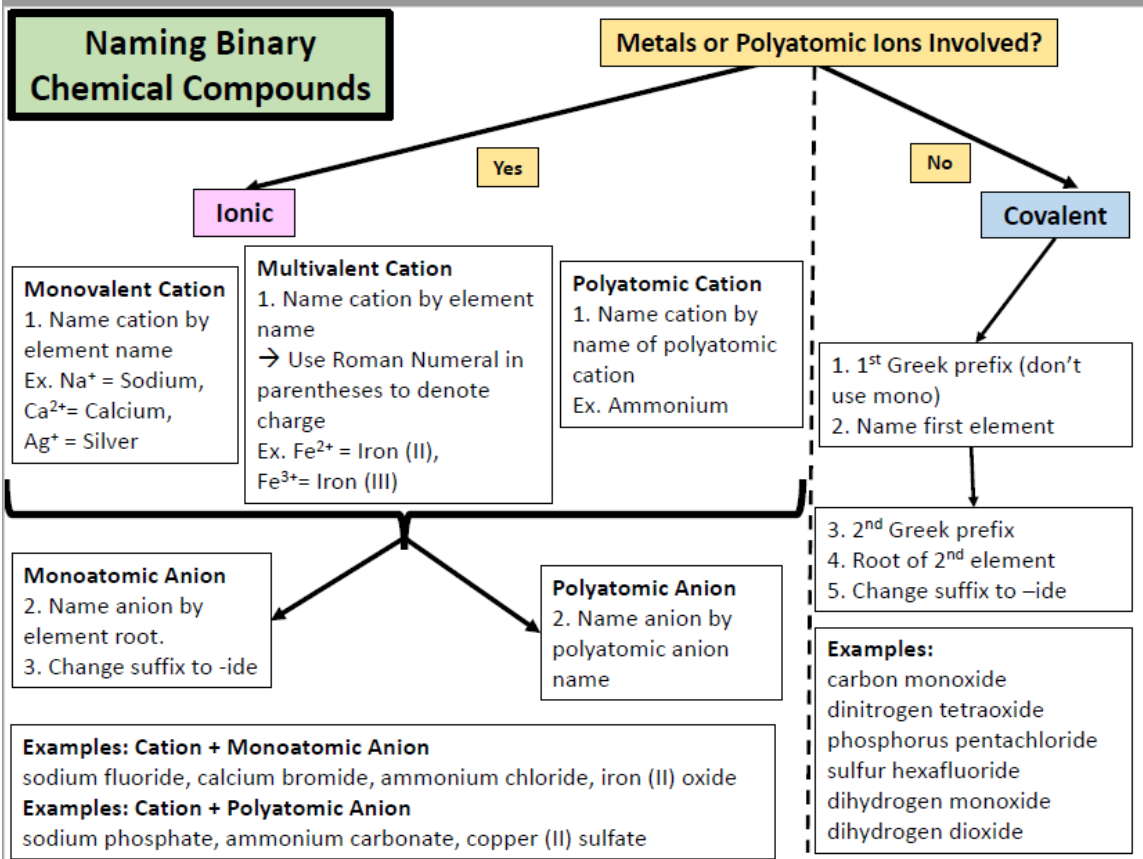 Naming Binary
Chemical Compounds
Metals or Polyatomic Ions Involved?
Yes
No
Ionic
Covalent
Monovalent Cation
1. Name cation by
element name
Ex. Na⁺ = Sodium,
Ca²⁺= Calcium,
Ag⁺ = Silver
Multivalent Cation
1. Name cation by element
name
→ Use Roman Numeral in
parentheses to denote
charge
Ex. Fe²⁺ = Iron (II),
Fe³⁺= Iron (III)
Polyatomic Cation
1. Name cation by
name of polyatomic
cation
Ex. Ammonium
1. 1ˢᵗ Greek prefix (don't
use mono)
2. Name first element
3. 2ⁿᵈ Greek prefix
4. Root of 2ⁿᵈ element
5. Change suffix to –ide
Monoatomic Anion
2. Name anion by
element root.
3. Change suffix to -ide
Polyatomic Anion
2. Name anion by
polyatomic anion
name
Examples: Cation + Monoatomic Anion
sodium fluoride, calcium bromide, ammonium chloride, iron (II) oxide
Examples: Cation + Polyatomic Anion
sodium phosphate, ammonium carbonate, copper (II) sulfate
Examples:
carbon monoxide
dinitrogen tetraoxide
phosphorus pentachloride
sulfur hexafluoride
dihydrogen monoxide
dihydrogen dioxide